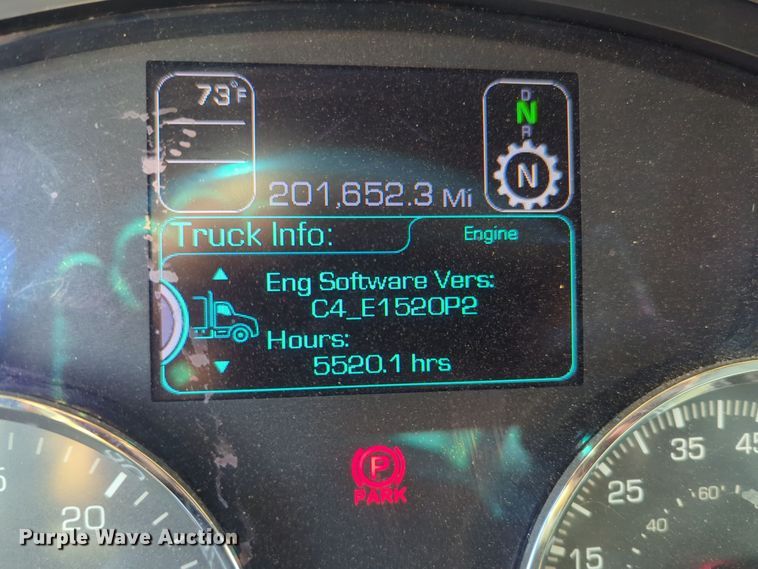 73°F
D
N
R
N
201,652.3 Mi
Truck Info:
Engine
Eng Software Vers:
C4_E1520P2
Hours:
5520.1 hrs
P
PARK
20
15
25
35
45
40
60
Purple Wave Auction